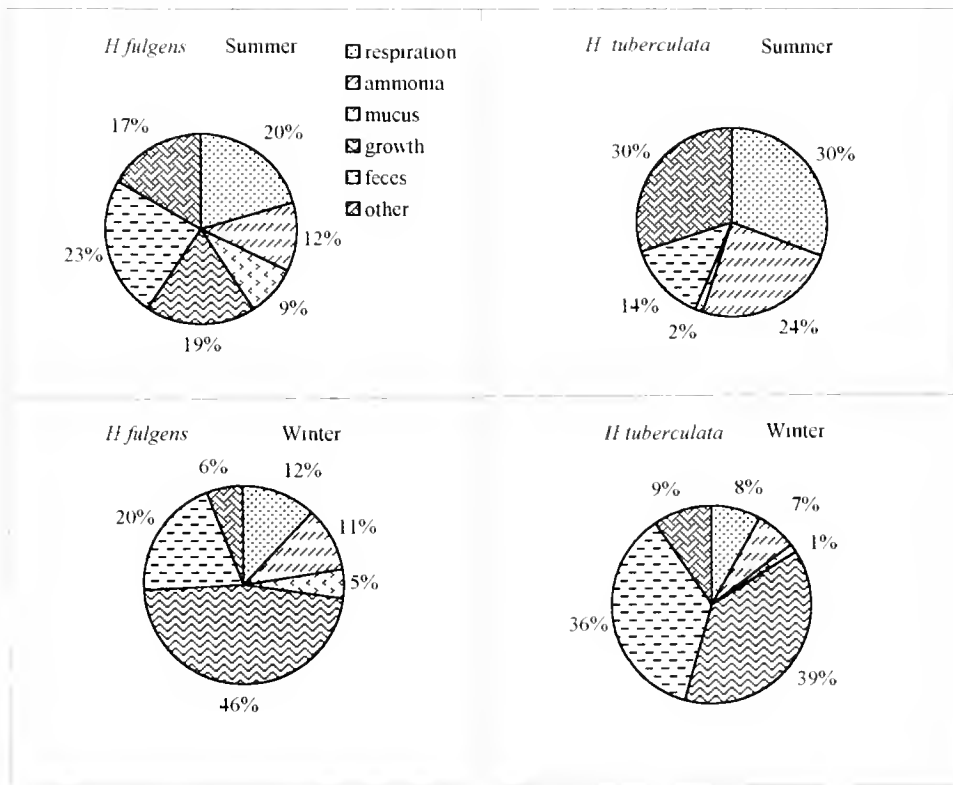 H fulgens Summer
respiration
ammonia
mucus
growth
feces
other
17%
20%
12%
9%
19%
23%
H tuberculata Summer
30%
30%
24%
2%
14%
H fulgens Winter
6%
12%
11%
5%
46%
20%
H tuberculata Winter
9%
8%
7%
1%
39%
36%